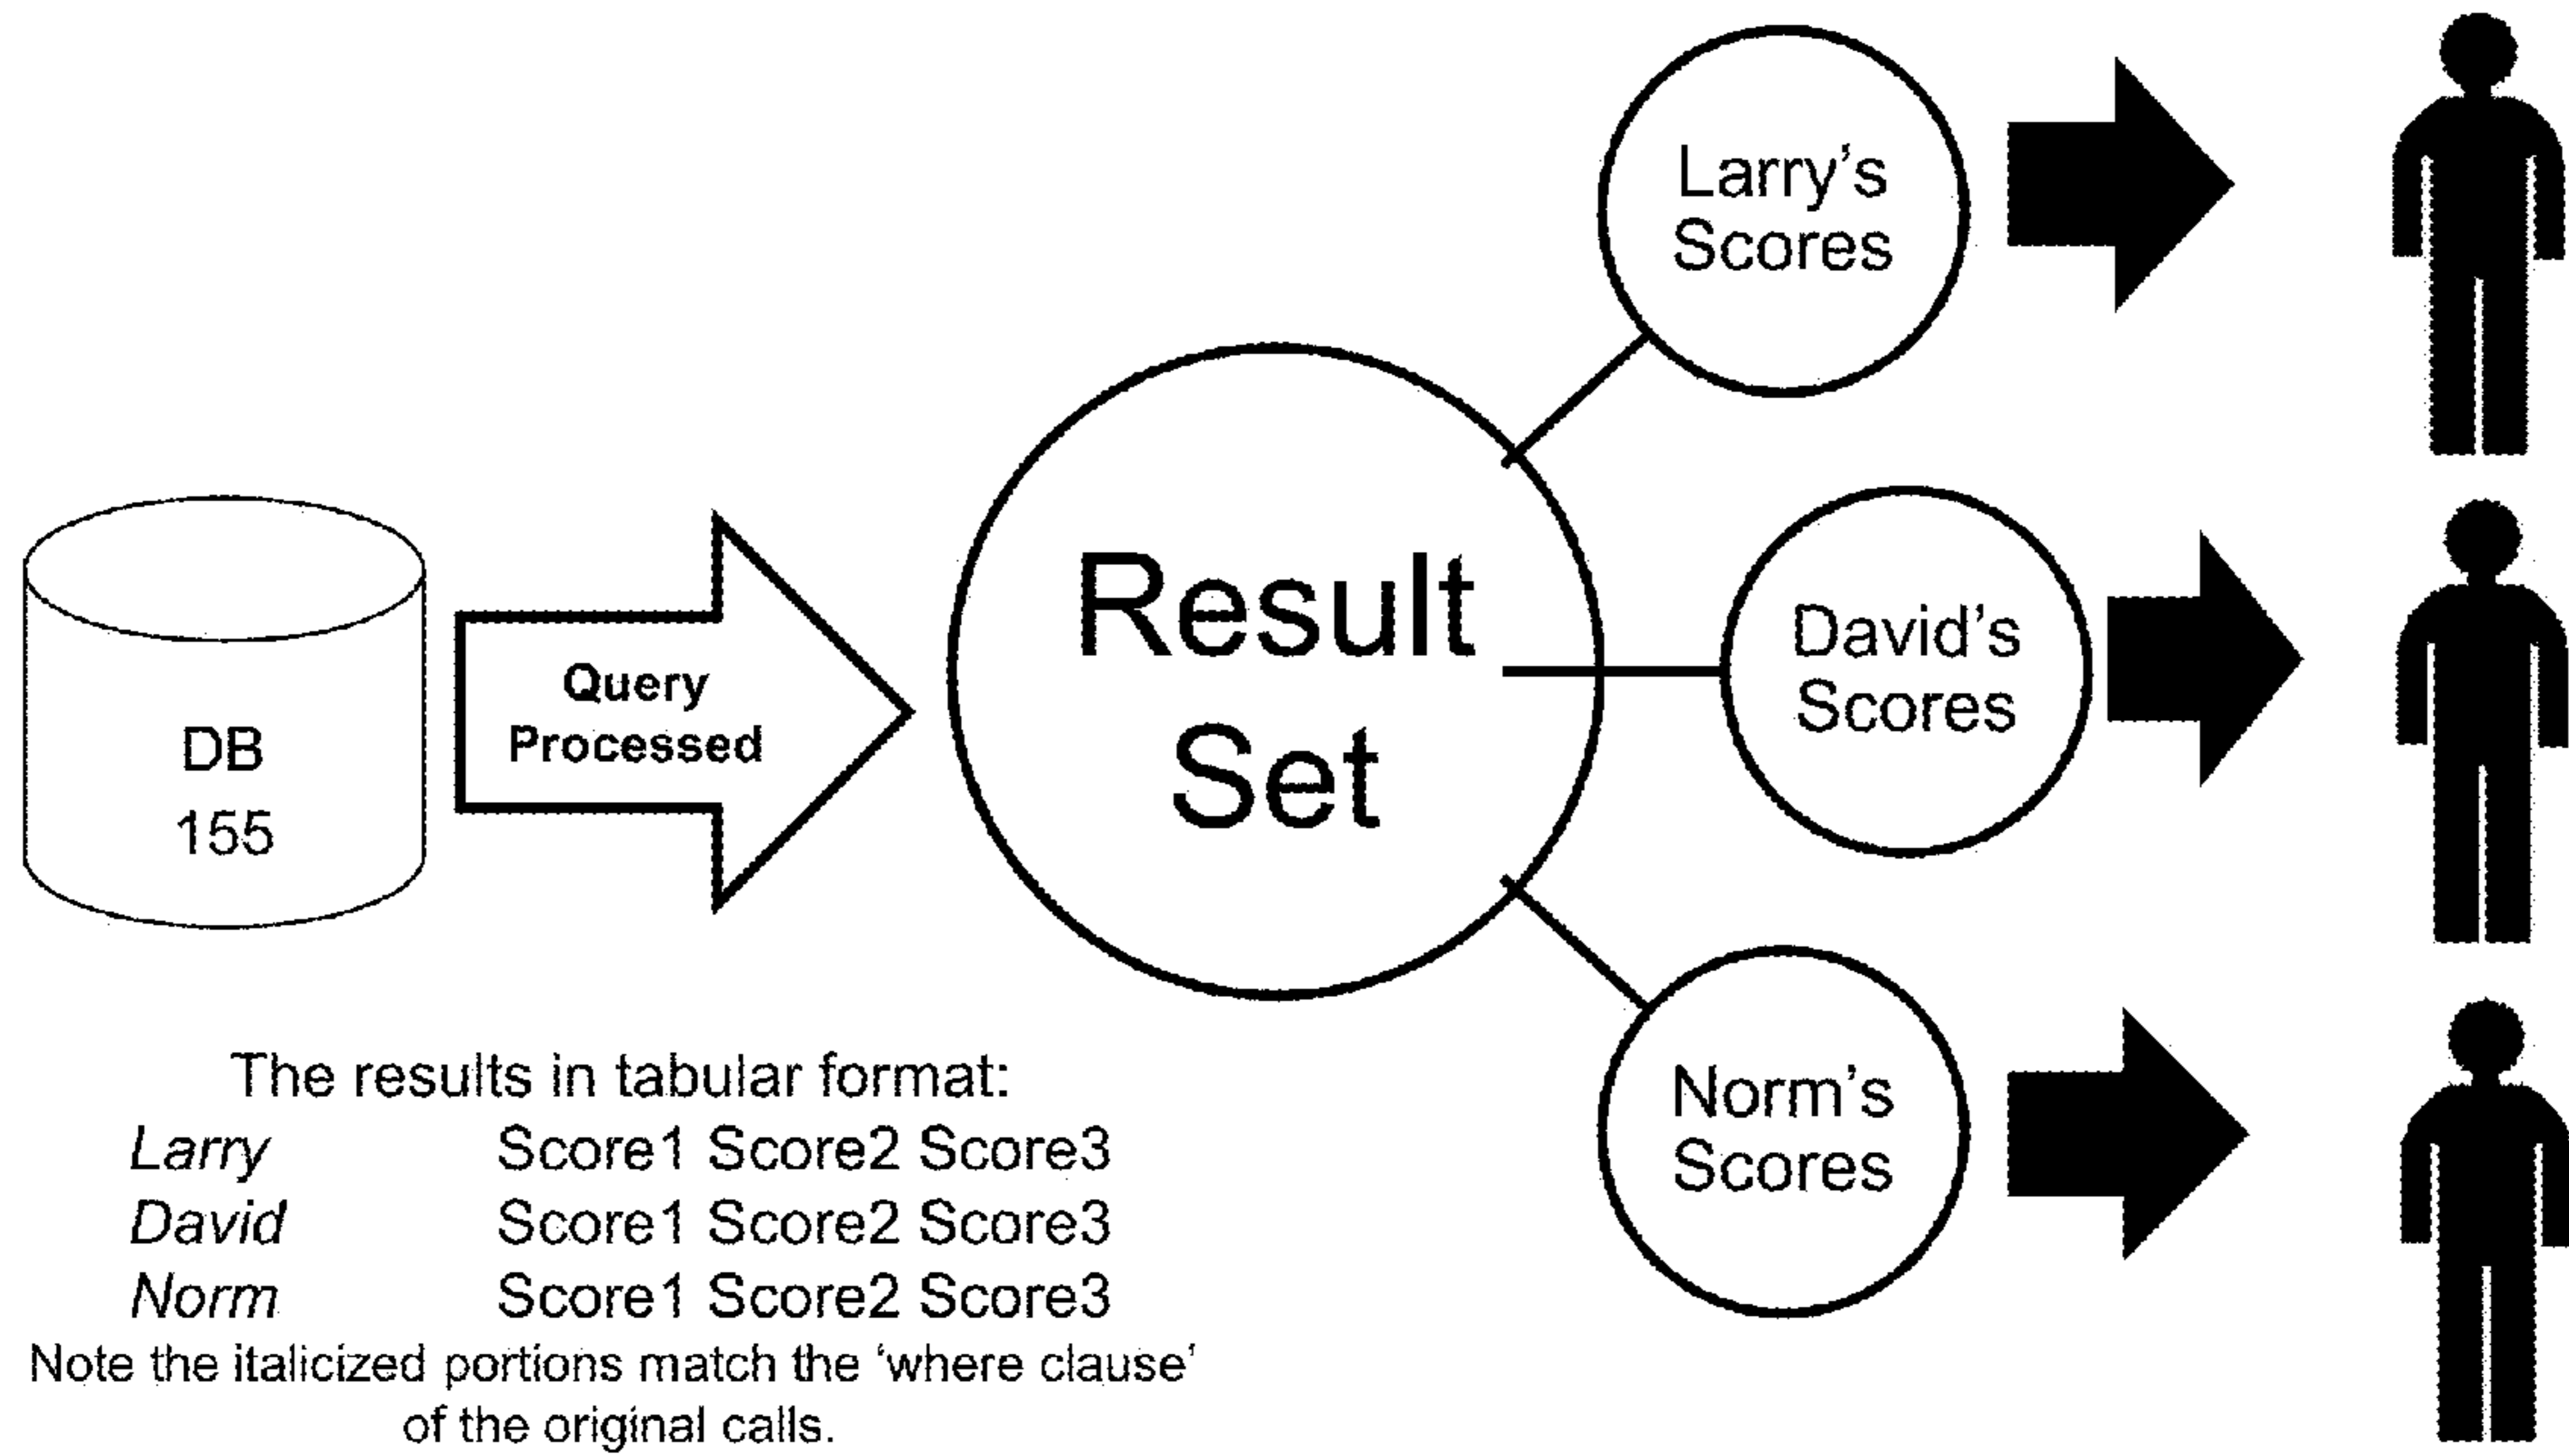 Larry's
Scores
DB
155
Query
Processed
Result
Set
David's
Scores
Norm's
Scores
The results in tabular format:
Larry Score1 Score2 Score3
David Score1 Score2 Score3
Norm Score1 Score2 Score3
Note the italicized portions match the 'where clause'
of the original calls.